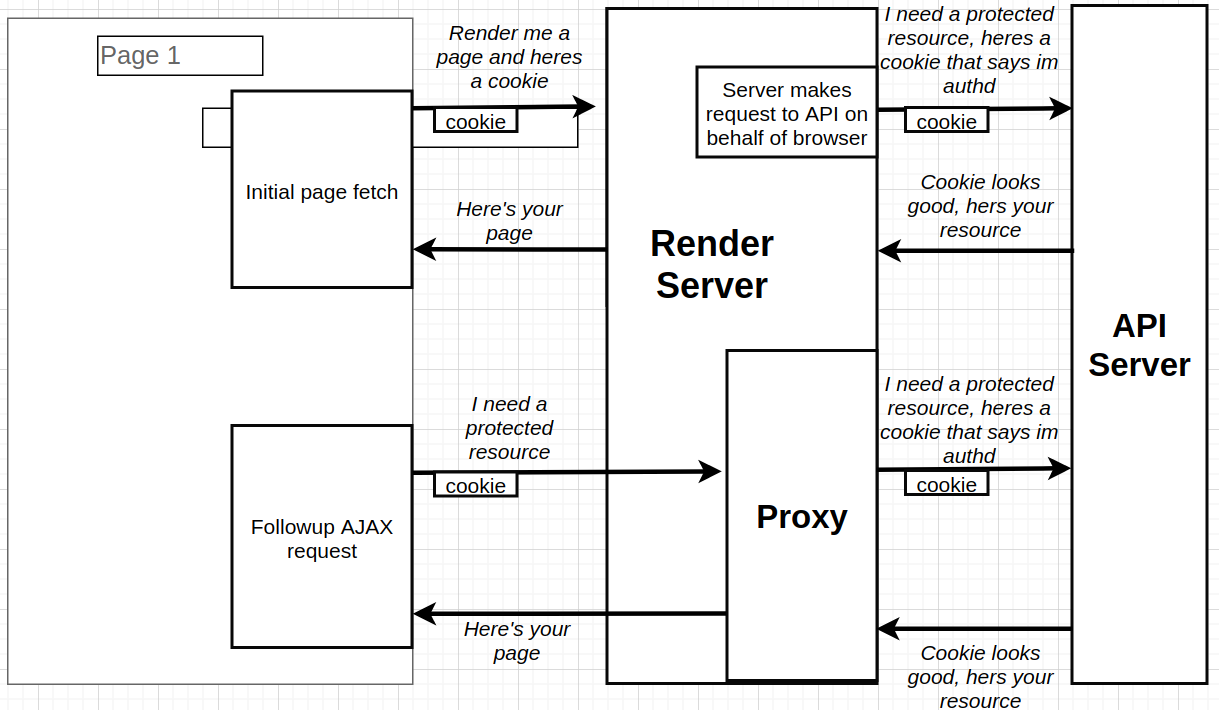 Page 1
Render me a
page and heres
a cookie
cookie
Initial page fetch
Here's your
page
Server makes
request to API on
behalf of browser
I need a protected
resource, heres a
cookie that says im
authd
cookie
Cookie looks
good, hers your
resource
Render
Server
API
Server
I need a
protected
resource
cookie
Followup AJAX
request
Here's your
page
Proxy
I need a protected
resource, heres a
cookie that says im
authd
cookie
Cookie looks
good, hers your
resource